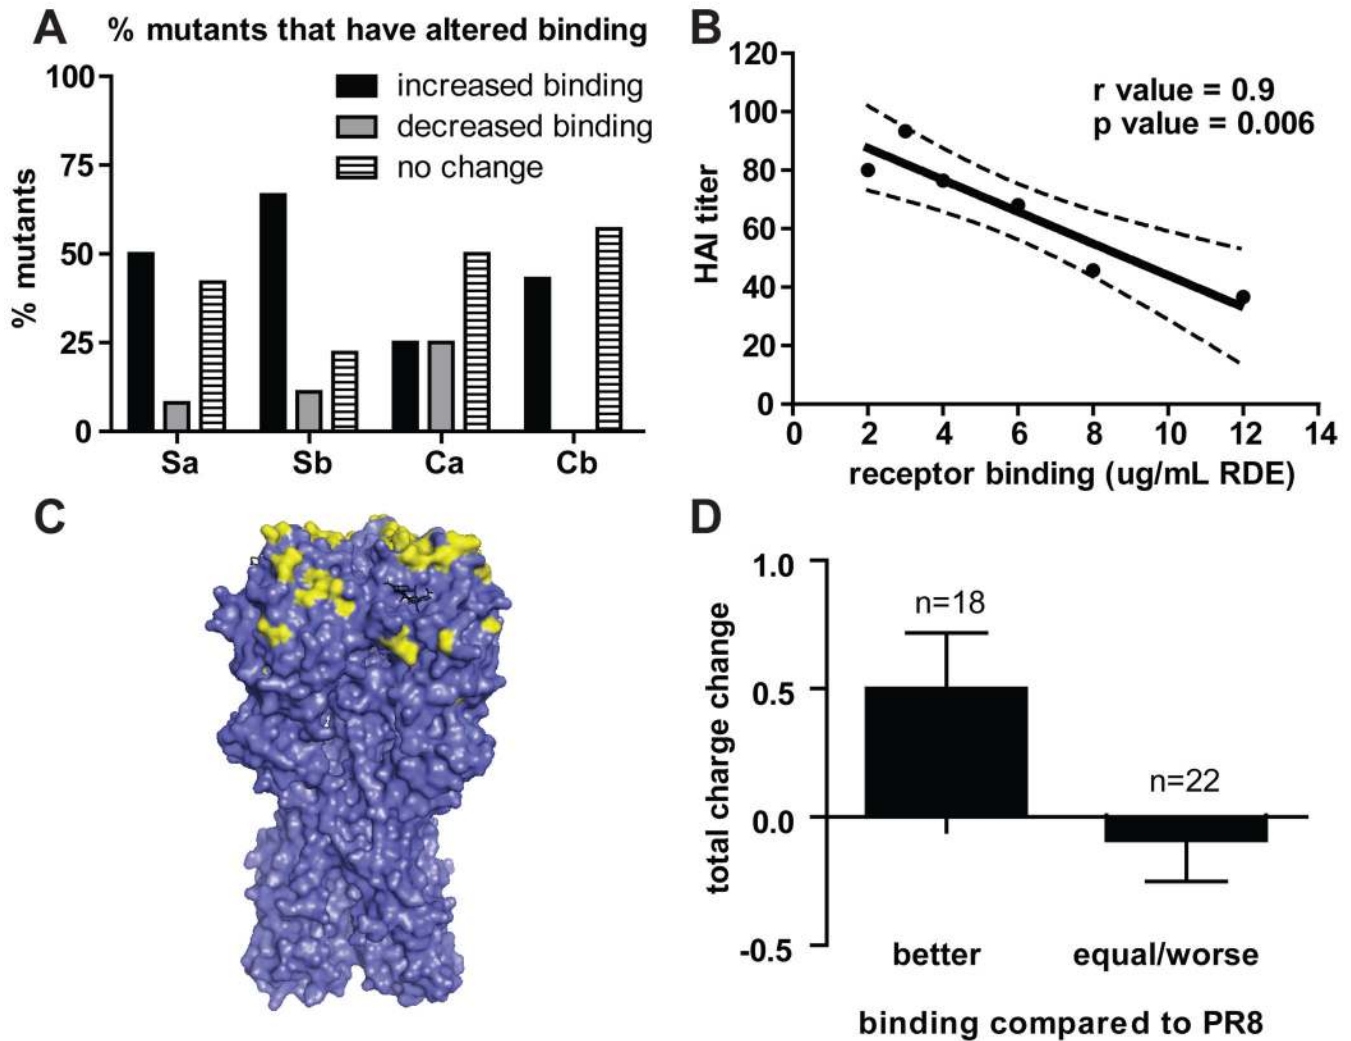 A % mutants that have altered binding
100
75
50
25
0
% mutants
increased binding
decreased binding
no change
Sa Sb Ca Cb
B
120
100
80
60
40
20
0
HAI titer
r value = 0.9
p value = 0.006
0 2 4 6 8 10 12 14
receptor binding (ug/mL RDE)
C
D
1.0
0.5
0.0
-0.5
total charge change
n=18
n=22
better equal/worse
binding compared to PR8